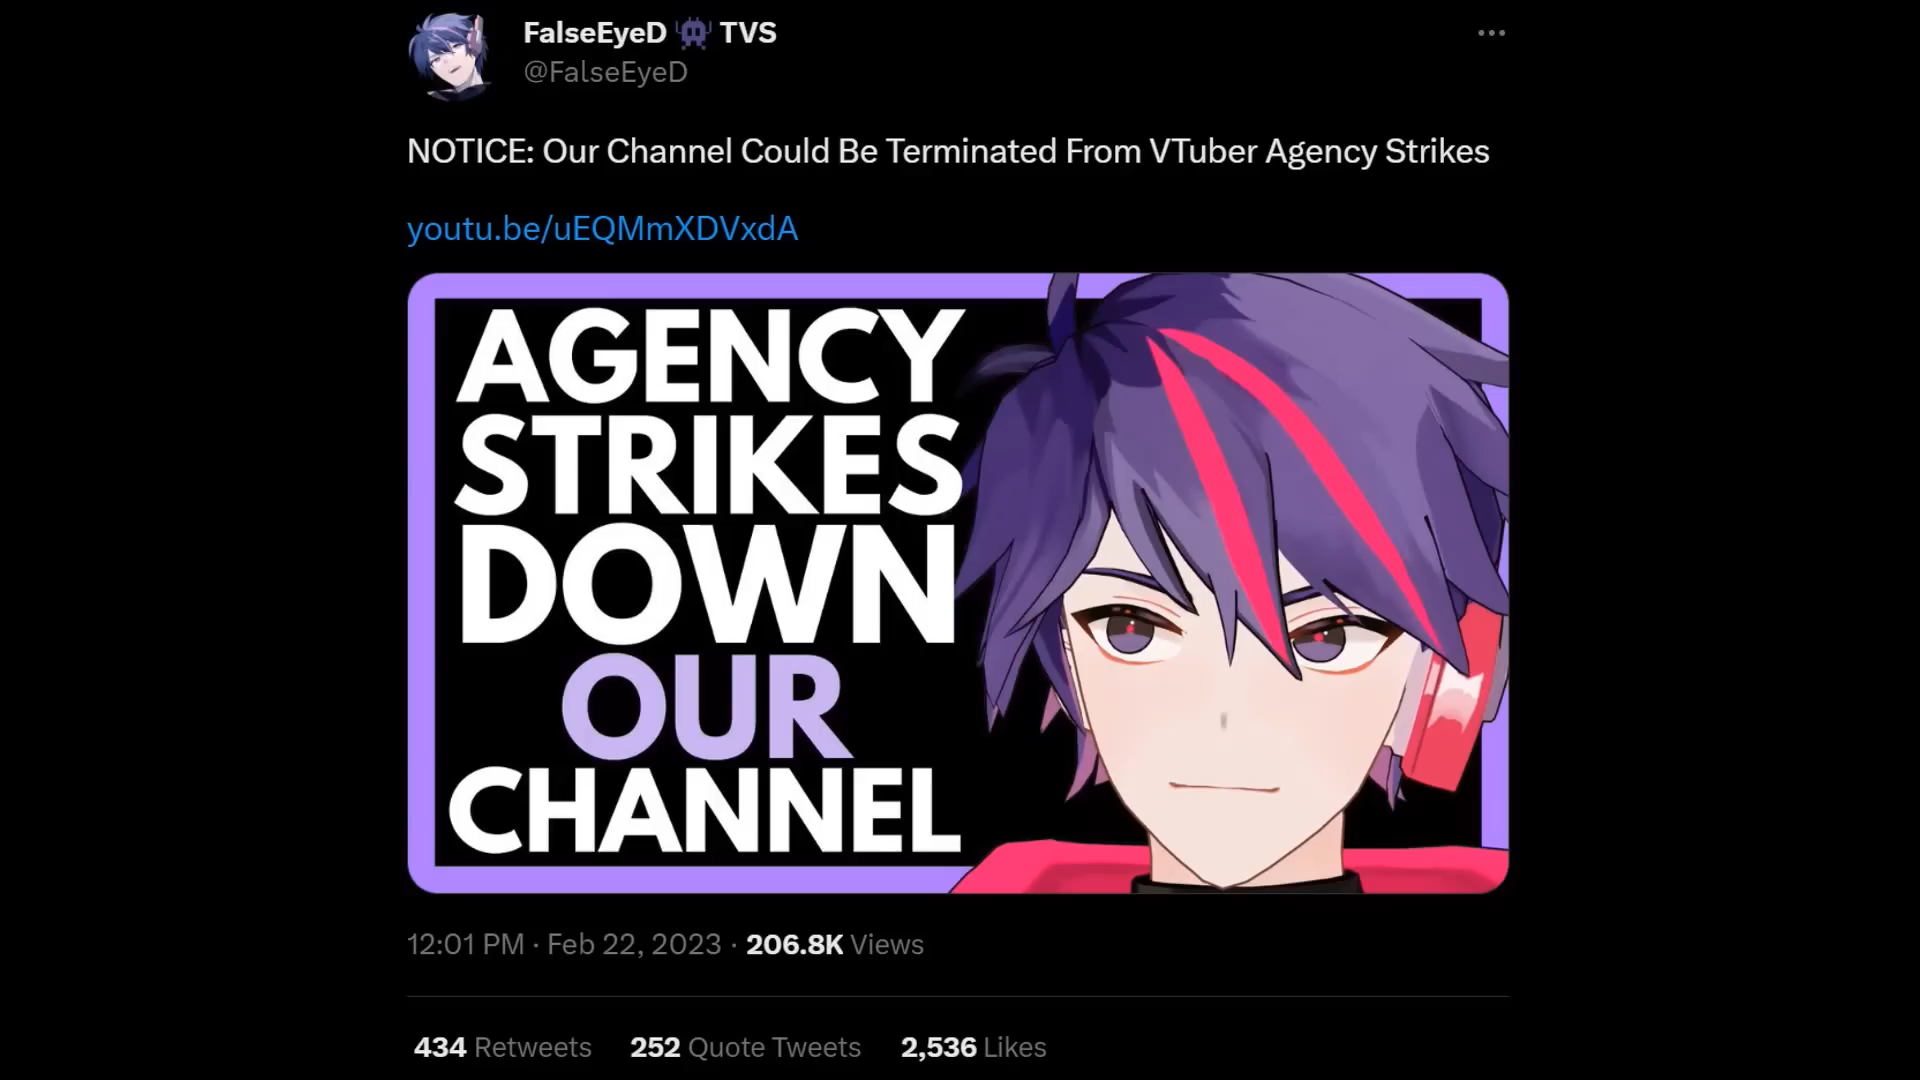 FalseEyeD 👾 TVS
@FalseEyeD
NOTICE: Our Channel Could Be Terminated From VTuber Agency Strikes
youtu.be/uEQMmXDVxdA
AGENCY
STRIKES
DOWN
OUR
CHANNEL
12:01 PM · Feb 22, 2023 · 206.8K Views
434 Retweets 252 Quote Tweets 2,536 Likes